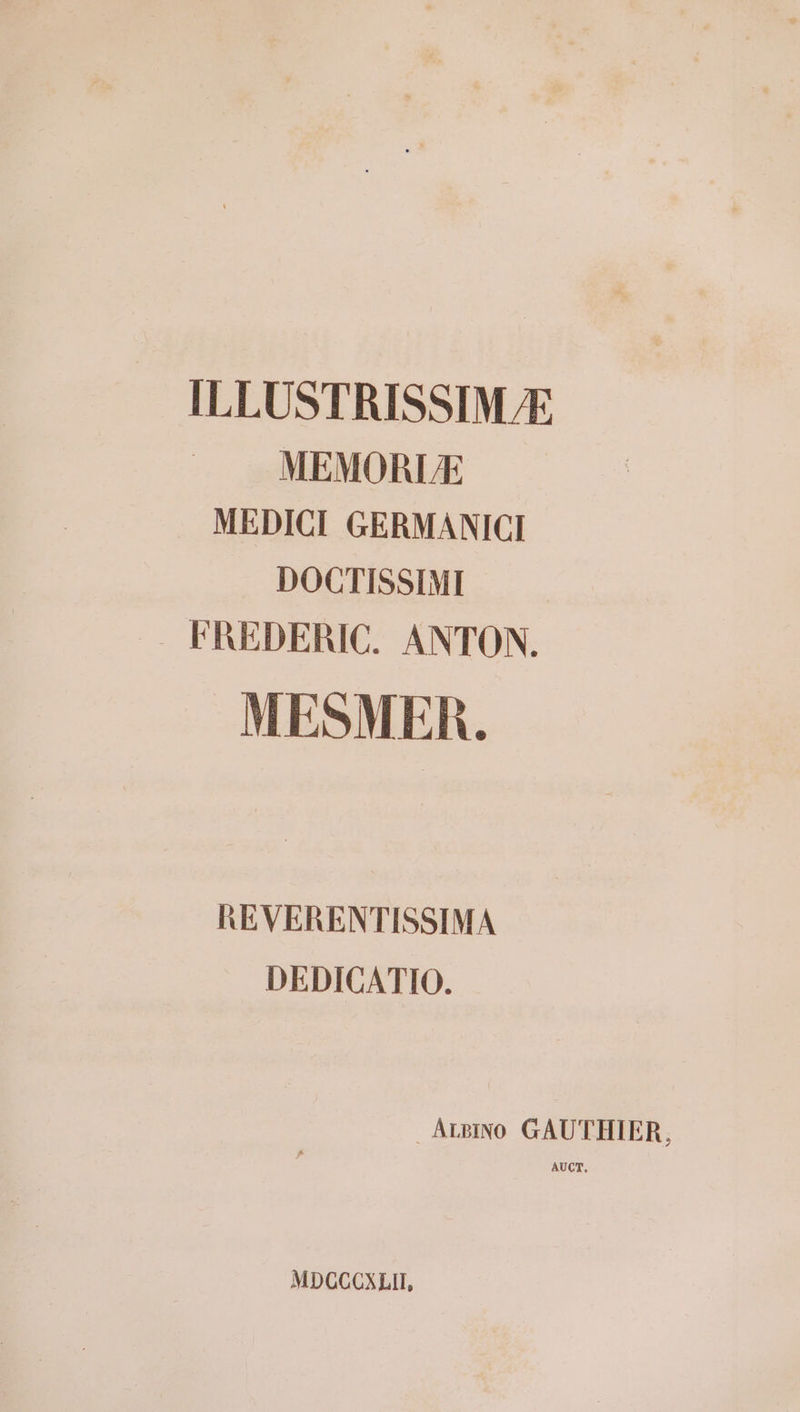 ILLUSTRISSIMÆ
MEMORIÆ
MEDICI GERMANICI
DOCTISSIMI
FREDERIC. ANTON.
MESMER.
REVERENTISSIMA
DEDICATIO.
ALBINO GAUTHIER,
AUCT.
MDCCCXLII,